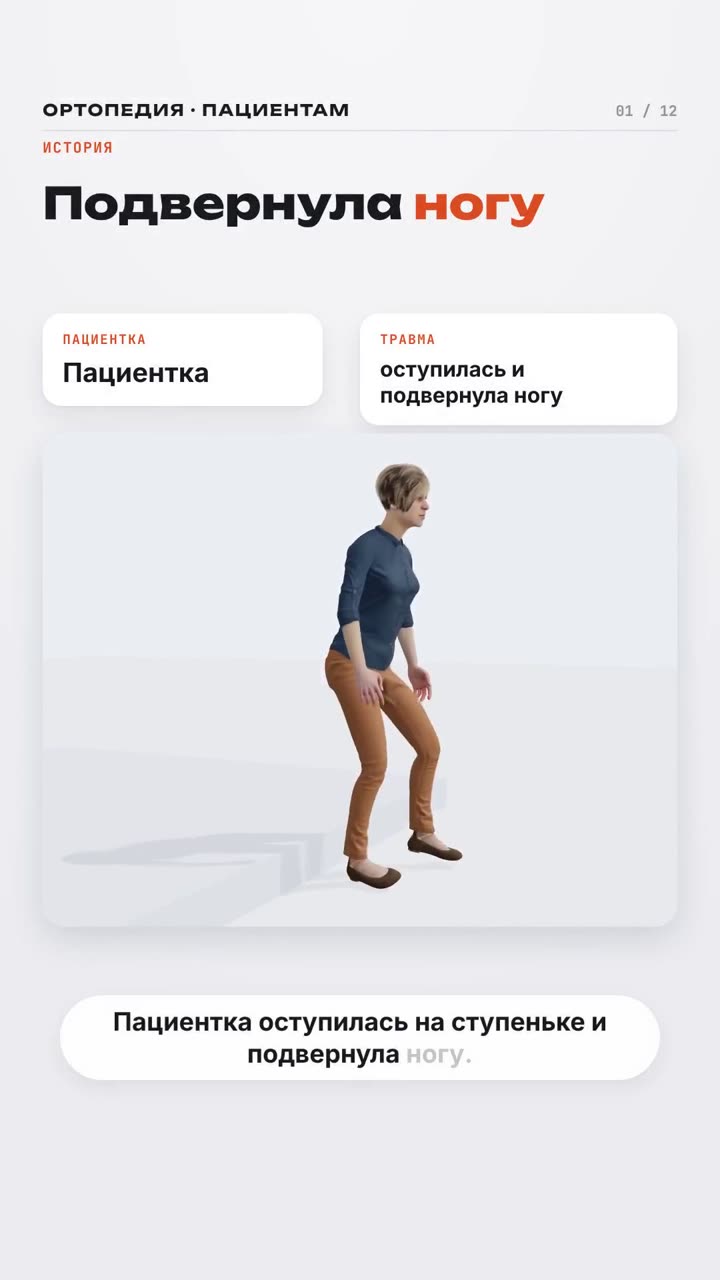 ОРТОПЕДИЯ · ПАЦИЕНТАМ
01 / 12
ИСТОРИЯ
Подвернула ногу
ПАЦИЕНТКА
Пациентка
ТРАВМА
оступилась и
подвернула ногу
Пациентка оступилась на ступеньке и
подвернула ногу.